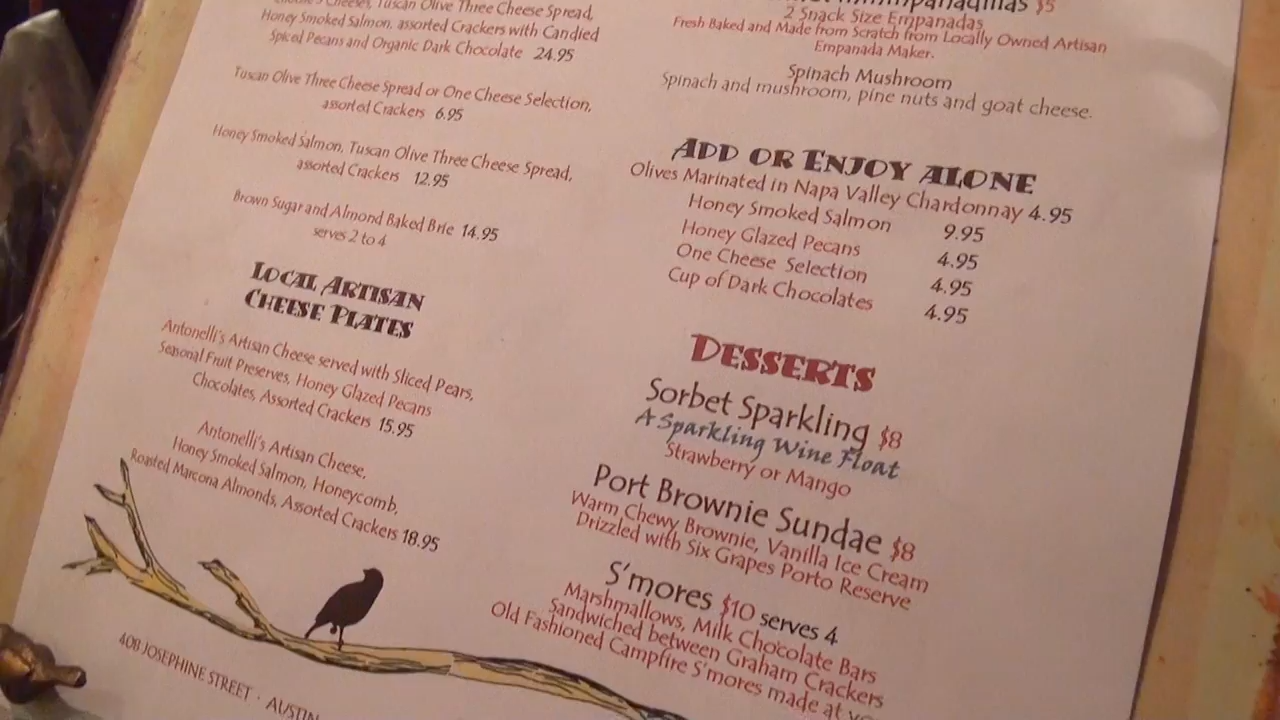 Cheeses, Tuscan Olive Three Cheese Spread,
Honey Smoked Salmon, assorted Crackers with Candied
Spiced Pecans and Organic Dark Chocolate 24.95
Tuscan Olive Three Cheese Spread or One Cheese Selection,
assorted Crackers 6.95
Honey Smoked Salmon, Tuscan Olive Three Cheese Spread,
assorted Crackers 12.95
Brown Sugar and Almond Baked Brie 14.95
serves 2 to 4
LOCAL ARTISAN
CHEESE PLATES
Antonelli's Artisan Cheese served with Sliced Pears,
Seasonal Fruit Preserves, Honey Glazed Pecans
Chocolates, Assorted Crackers 15.95
Antonelli's Artisan Cheese,
Honey Smoked Salmon, Honeycomb,
Roasted Marcona Almonds, Assorted Crackers 18.95
408 JOSEPHINE STREET · AUSTIN
$5
2 Snack Size Empanadas
Fresh Baked and Made from Scratch from Locally Owned Artisan
Empanada Maker.
Spinach Mushroom
Spinach and mushroom, pine nuts and goat cheese.
ADD OR ENJOY ALONE
Olives Marinated in Napa Valley Chardonnay 4.95
Honey Smoked Salmon 9.95
Honey Glazed Pecans 4.95
One Cheese Selection 4.95
Cup of Dark Chocolates 4.95
DESSERTS
Sorbet Sparkling $8
A Sparkling Wine Float
Strawberry or Mango
Port Brownie Sundae $8
Warm Chewy Brownie, Vanilla Ice Cream
Drizzled with Six Grapes Porto Reserve
S'mores $10 serves 4
Marshmallows, Milk Chocolate Bars
Sandwiched between Graham Crackers
Old Fashioned Campfire S'mores made at